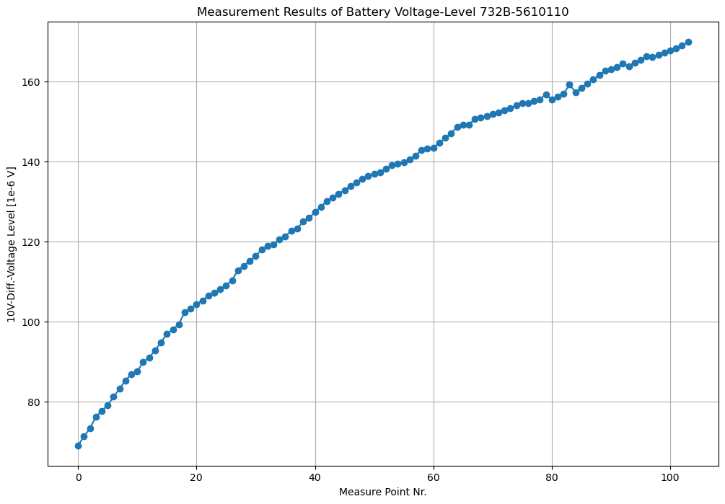 Measurement Results of Battery Voltage-Level 732B-5610110
10V-Diff.-Voltage Level [1e-6 V]
160
140
120
100
80
0 20 40 60 80 100
Measure Point Nr.